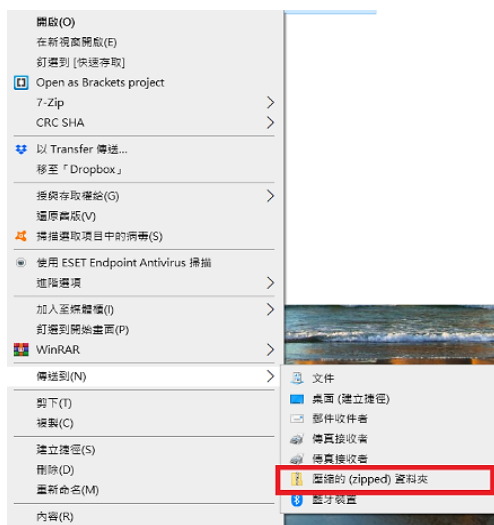 開啟(O)
在新視窗開啟(E)
釘選到 [快速存取]
Open as Brackets project
7-Zip
CRC SHA
以 Transfer 傳送...
移至「Dropbox」
授與存取權給(G)
還原舊版(V)
掃描選取項目中的病毒(S)
使用 ESET Endpoint Antivirus 掃描
進階選項
加入至媒體櫃(I)
釘選到開始畫面(P)
WinRAR
傳送到(N)
剪下(T)
複製(C)
建立捷徑(S)
刪除(D)
重新命名(M)
內容(R)
文件
桌面 (建立捷徑)
郵件收件者
傳真接收者
傳真接收者
壓縮的 (zipped) 資料夾
藍牙裝置